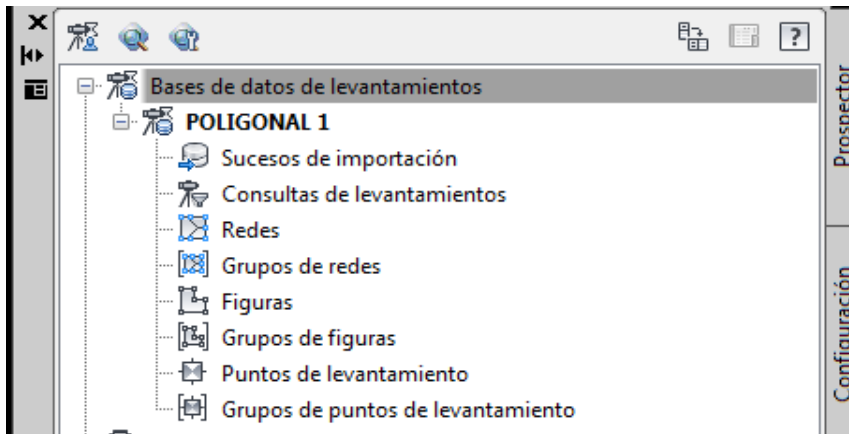 Bases de datos de levantamientos
POLIGONAL 1
Sucesos de importación
Consultas de levantamientos
Redes
Grupos de redes
Figuras
Grupos de figuras
Puntos de levantamiento
Grupos de puntos de levantamiento
Prospector
Configuración